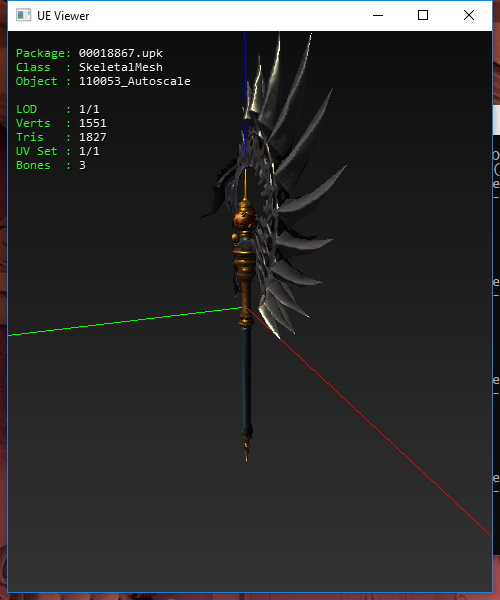 UE Viewer
Package: 00018867.upk
Class : SkeletalMesh
Object : 110053_Autoscale
LOD : 1/1
Verts : 1551
Tris : 1827
UV Set : 1/1
Bones : 3